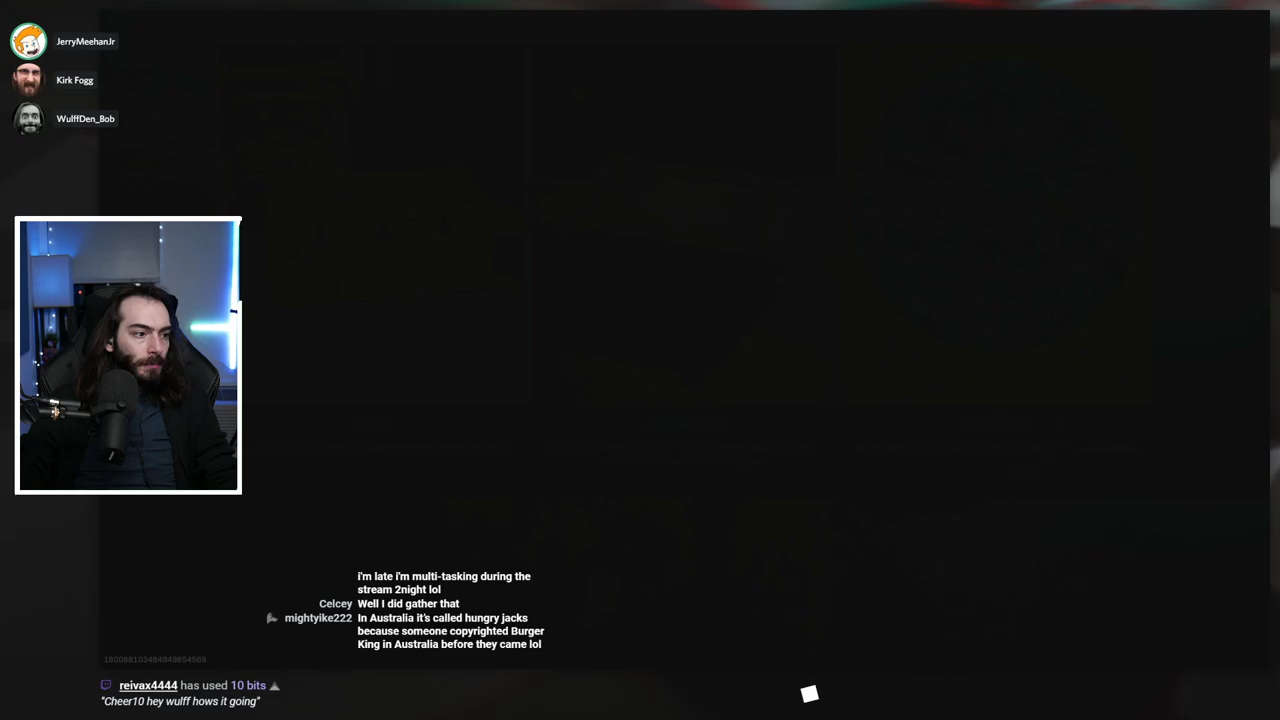 JerryMeehanJr
Kirk Fogg
WulffDen_Bob
i'm late i'm multi-tasking during the
stream 2night lol
Celcey Well I did gather that
mightyike222 In Australia it's called hungry jacks
because someone copyrighted Burger
King in Australia before they came lol
reivax4444 has used 10 bits
"Cheer10 hey wulff hows it going"